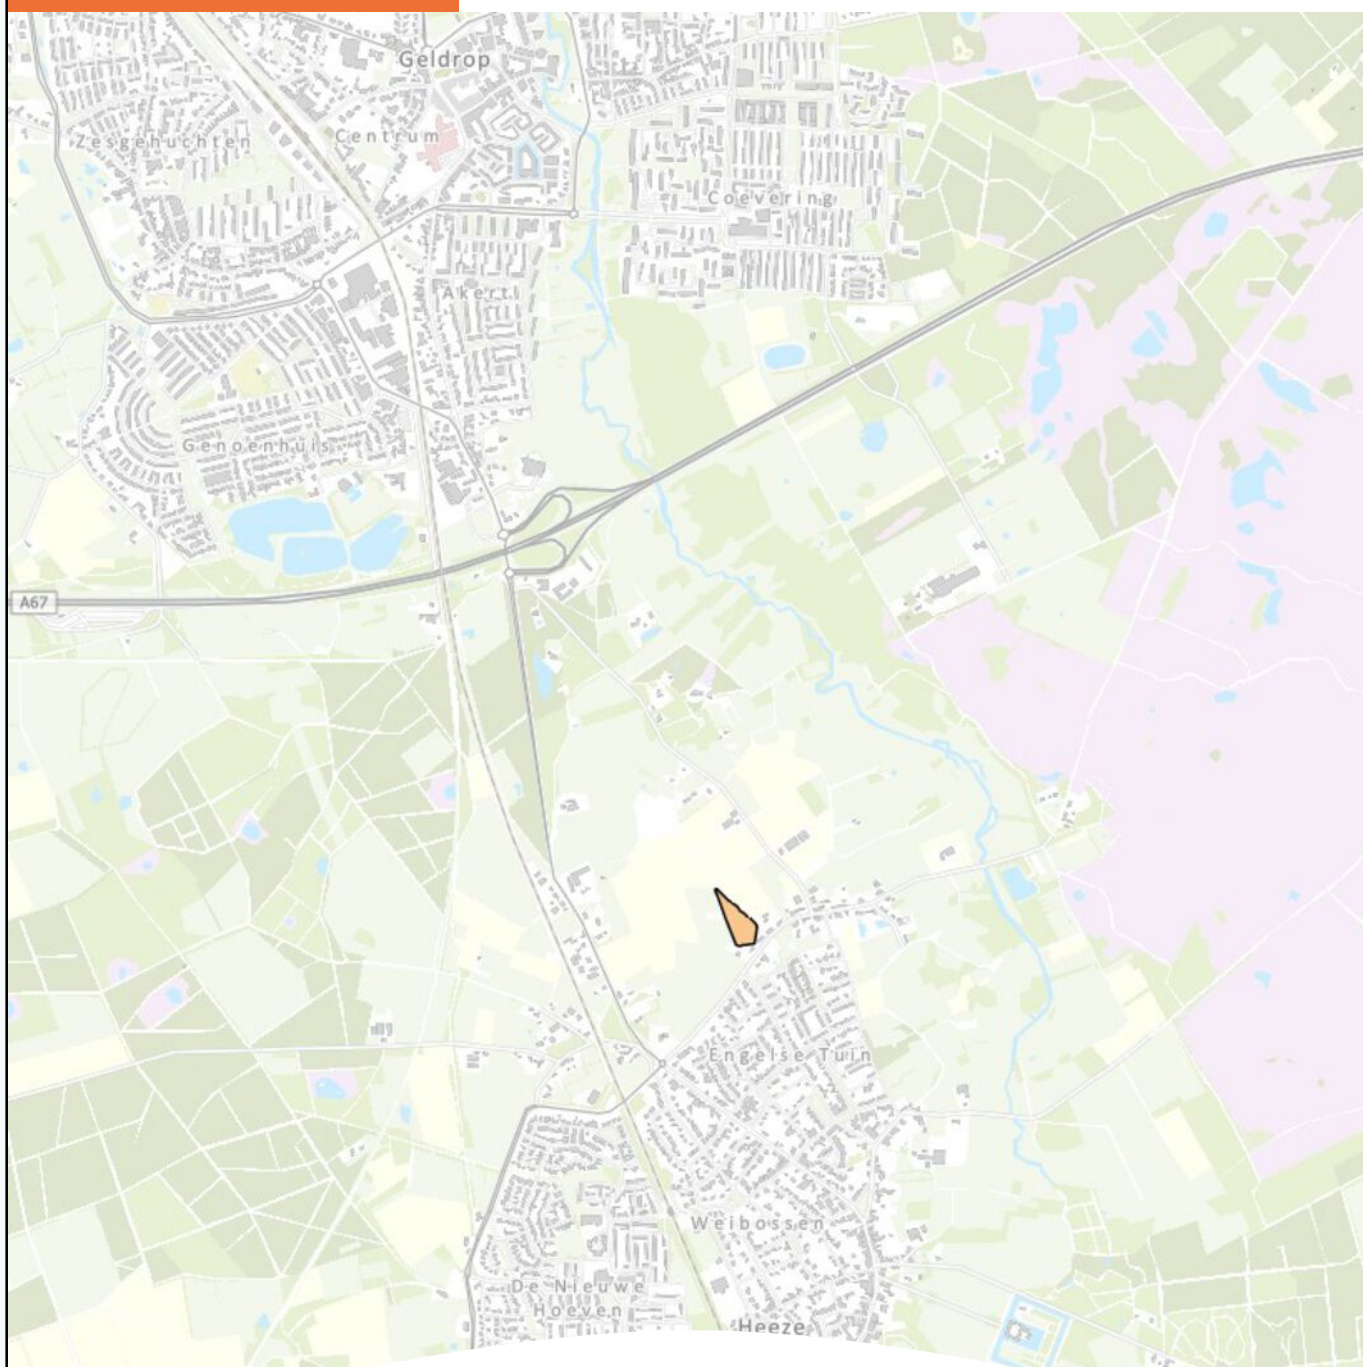 Geldrop
Centrum
Zesgehuchten
Coevering
Akert
Genoenhuis
A67
Engelse Tuin
Weibossen
De Nieuwe
Hoeven
Heeze